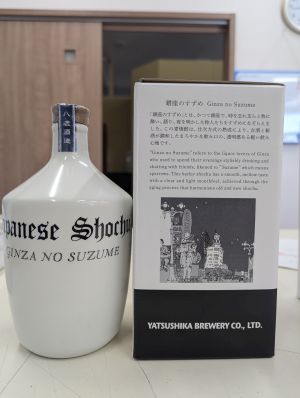 八鹿酒造
Japanese Shochu
GINZA NO SUZUME
銀座のすずめ Ginza no Suzume
"Ginza no Suzume" refers to the liquor lovers of Ginza
who used to spend their evenings stylishly drinking and
chatting with friends, likened to "Suzume" which means
sparrows. This barley shochu has a smooth, mellow taste
with a clear and light mouthfeel, achieved through the
aging process that harmonizes old and new shochu.
YATSUSHIKA BREWERY CO., LTD.